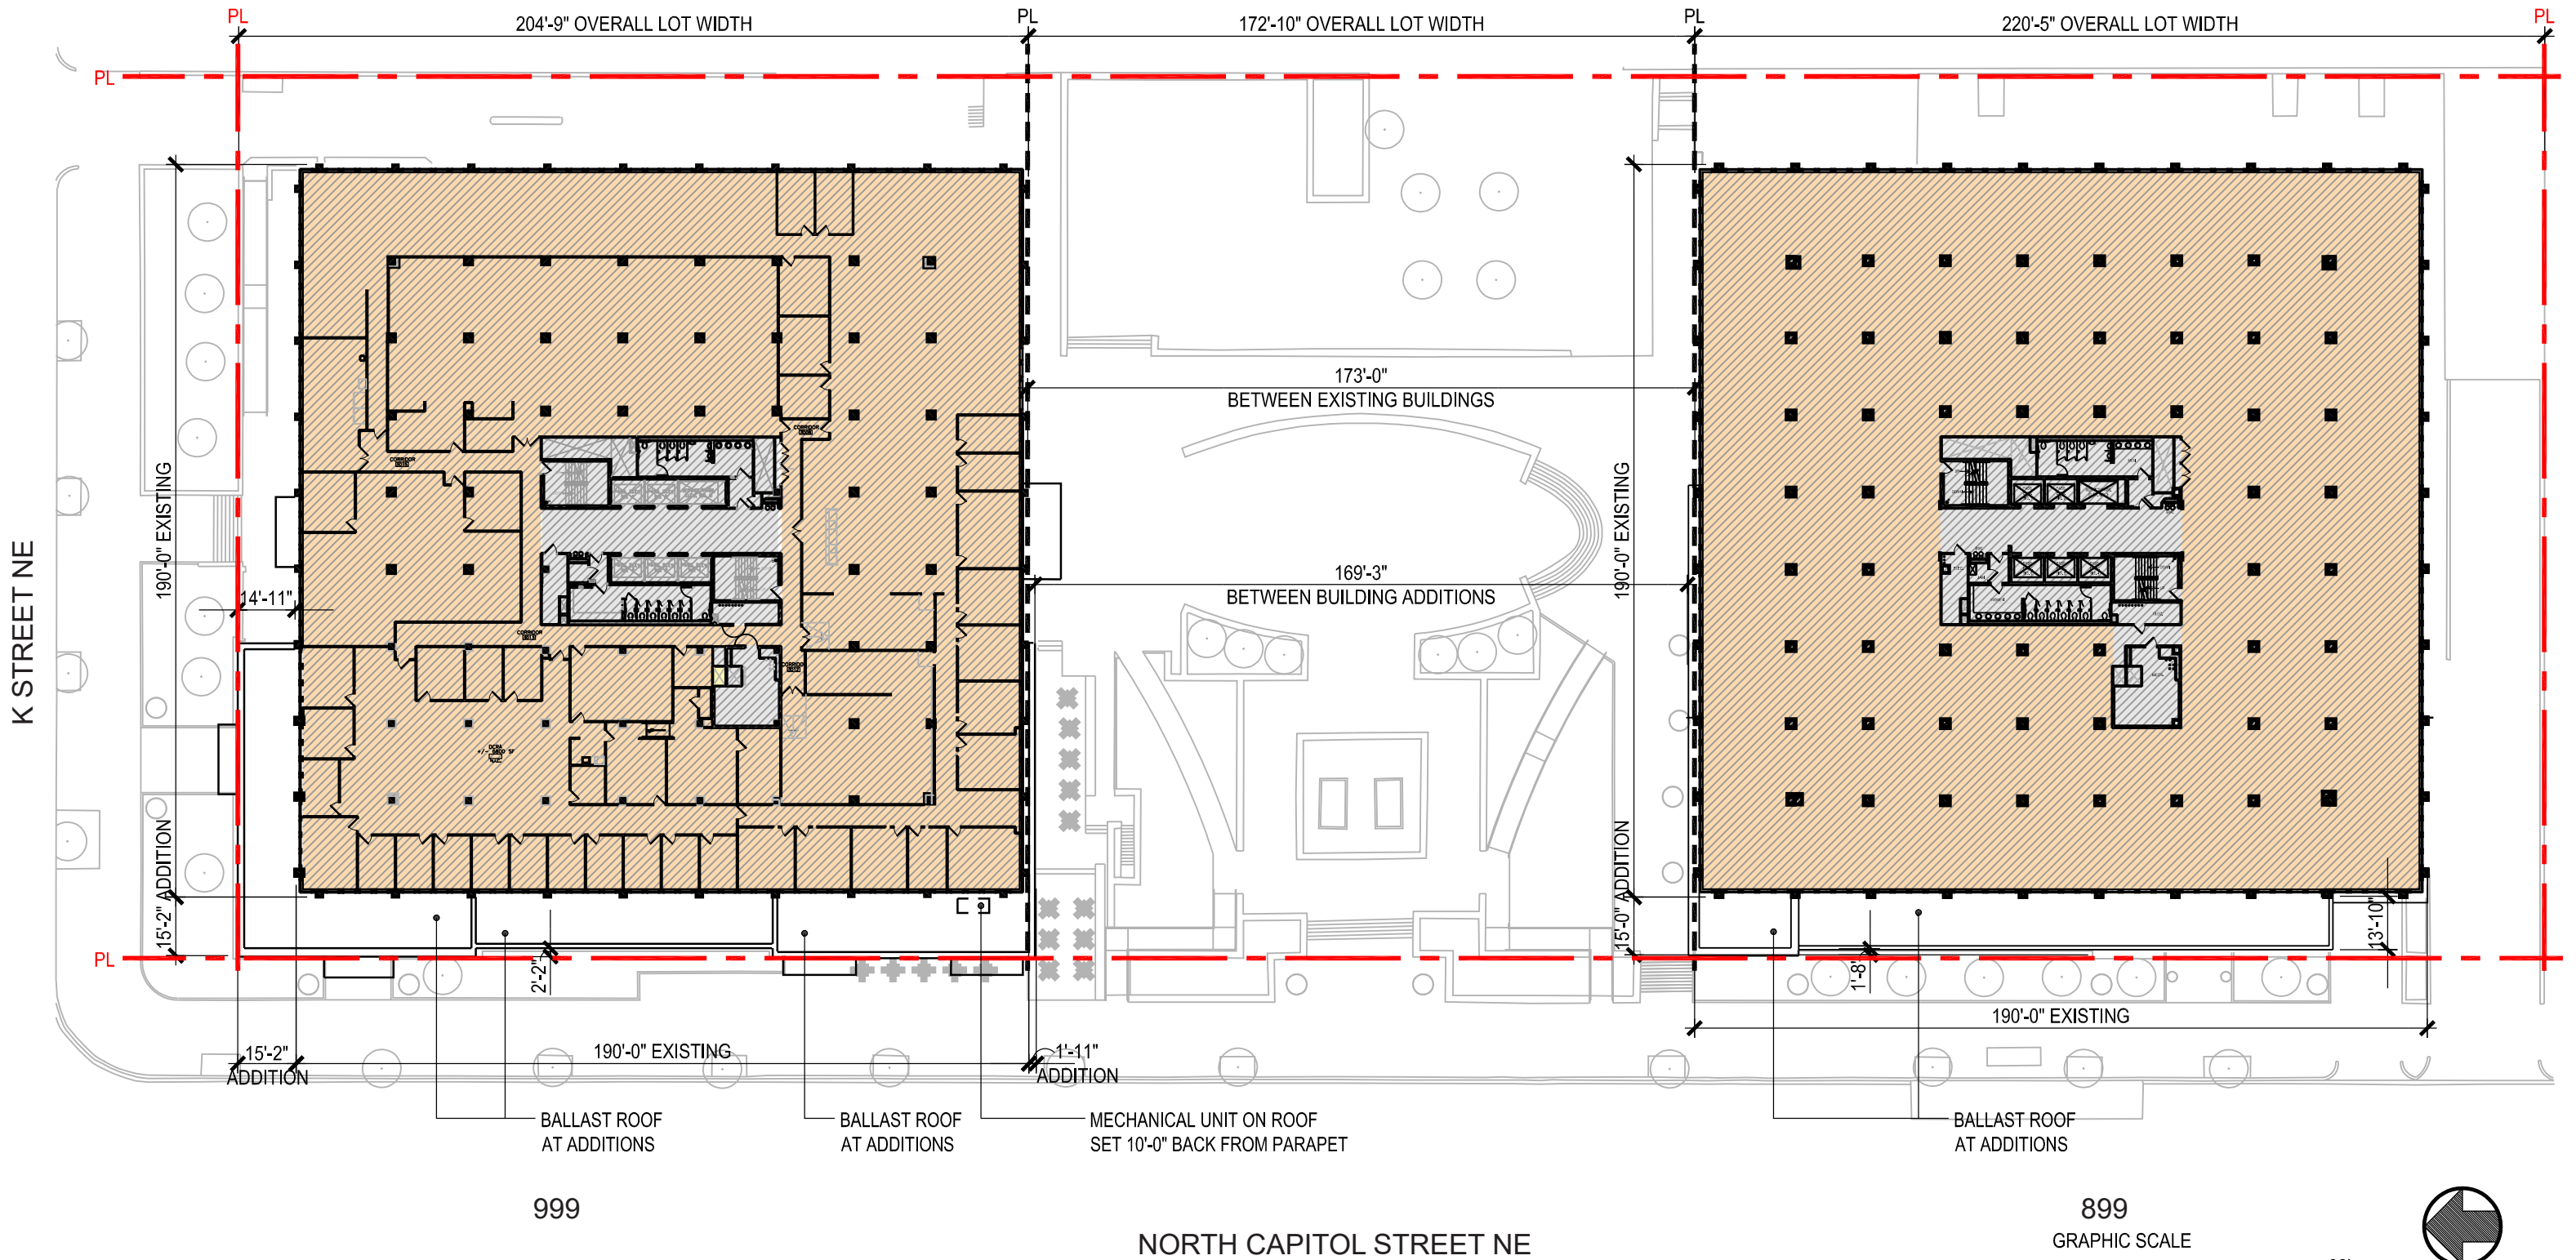 PL
204'-9" OVERALL LOT WIDTH
PL
172'-10" OVERALL LOT WIDTH
PL
220'-5" OVERALL LOT WIDTH
PL
PL
173'-0"
BETWEEN EXISTING BUILDINGS
CORRIDOR
CORRIDOR
190'-0" EXISTING
190'-0" EXISTING
K STREET NE
14'-11"
169'-3"
BETWEEN BUILDING ADDITIONS
CORRIDOR
CORRIDOR
DCRA
15'-2" ADDITION
15'-0" ADDITION
13'-10"
PL
2'-2"
1'-8"
190'-0" EXISTING
15'-2"
ADDITION
190'-0" EXISTING
1'-11"
ADDITION
BALLAST ROOF
AT ADDITIONS
BALLAST ROOF
AT ADDITIONS
MECHANICAL UNIT ON ROOF
SET 10'-0" BACK FROM PARAPET
BALLAST ROOF
AT ADDITIONS
999
899
GRAPHIC SCALE
NORTH CAPITOL STREET NE